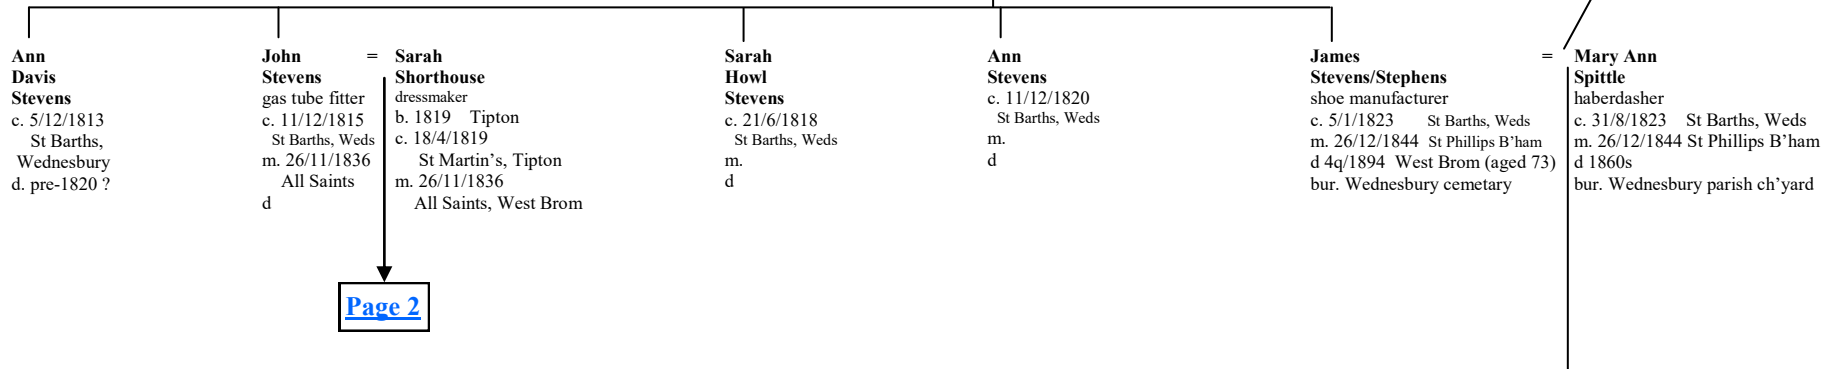 Ann
Davis
Stevens
c. 5/12/1813
St Barths,
Wednesbury
d. pre-1820 ?
John = Sarah
Stevens
gas tube fitter
c. 11/12/1815
St Barths, Weds
m. 26/11/1836
All Saints
d
Shorthouse
dressmaker
b. 1819 Tipton
c. 18/4/1819
St Martin's, Tipton
m. 26/11/1836
All Saints, West Brom
Page 2
Sarah
Howl
Stevens
c. 21/6/1818
St Barths, Weds
m.
d
Ann
Stevens
c. 11/12/1820
St Barths, Weds
m.
d
James =
Stevens/Stephens
shoe manufacturer
c. 5/1/1823 St Barths, Weds
m. 26/12/1844 St Phillips B'ham
d 4q/1894 West Brom (aged 73)
bur. Wednesbury cemetary
Mary Ann
Spittle
haberdasher
c. 31/8/1823 St Barths, Weds
m. 26/12/1844 St Phillips B'ham
d 1860s
bur. Wednesbury parish ch'yard